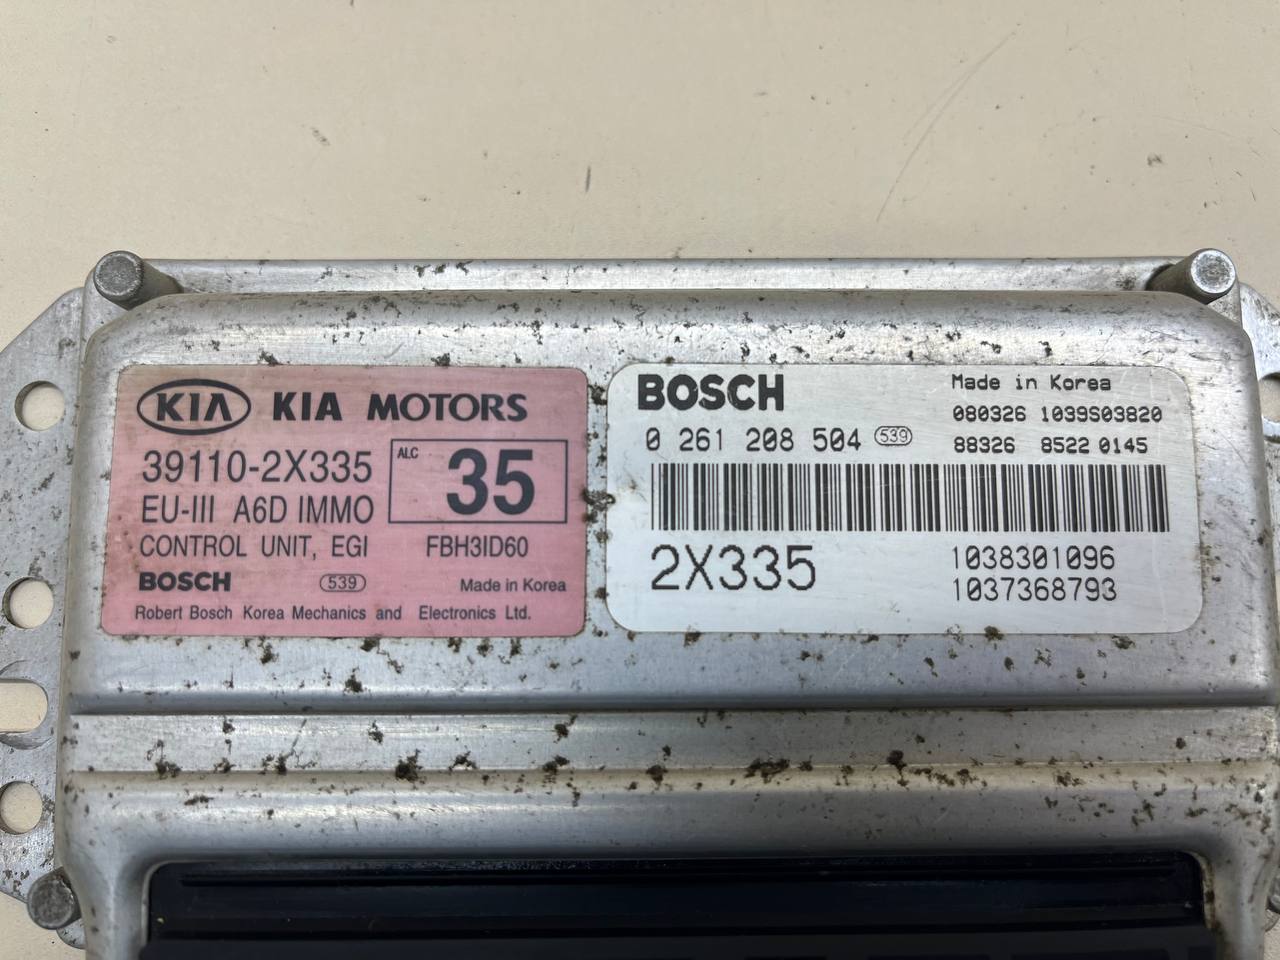 KIA KIA MOTORS
39110-2X335
EU-III A6D IMMO
ALC 35
CONTROL UNIT, EGI FBH3ID60
BOSCH 539 Made in Korea
Robert Bosch Korea Mechanics and Electronics Ltd.
BOSCH Made in Korea
080326 1039S03820
0 261 208 504 539
88326 8522 0145
2X335
1038301096
1037368793